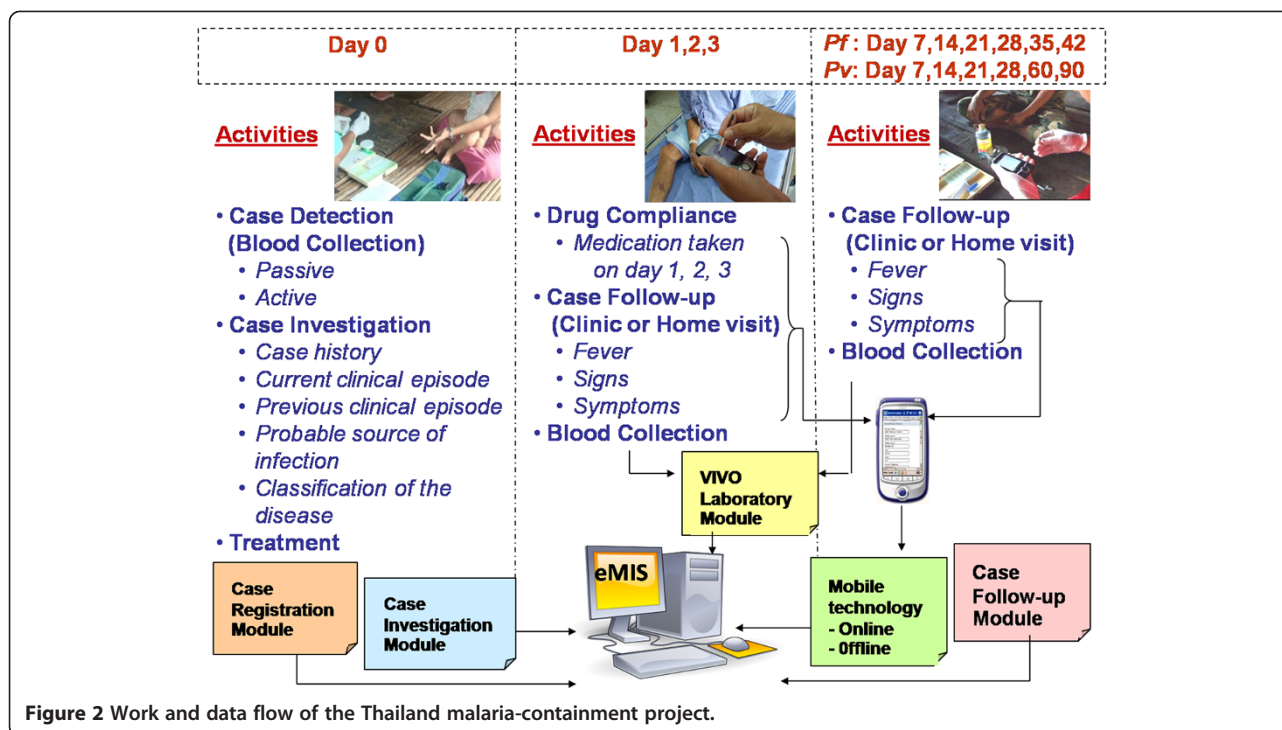 Day 0
Day 1,2,3
Pf : Day 7,14,21,28,35,42
Pv: Day 7,14,21,28,60,90
Activities
• Case Detection
(Blood Collection)
• Passive
• Active
• Case Investigation
• Case history
• Current clinical episode
• Previous clinical episode
• Probable source of
infection
• Classification of the
disease
• Treatment
Activities
• Drug Compliance
• Medication taken
on day 1, 2, 3
• Case Follow-up
(Clinic or Home visit)
• Fever
• Signs
• Symptoms
• Blood Collection
Activities
• Case Follow-up
(Clinic or Home visit)
• Fever
• Signs
• Symptoms
• Blood Collection
VIVO
Laboratory
Module
eMIS
Case
Registration
Module
Case
Investigation
Module
Mobile
technology
- Online
- 0ffline
Case
Follow-up
Module
Figure 2 Work and data flow of the Thailand malaria-containment project.